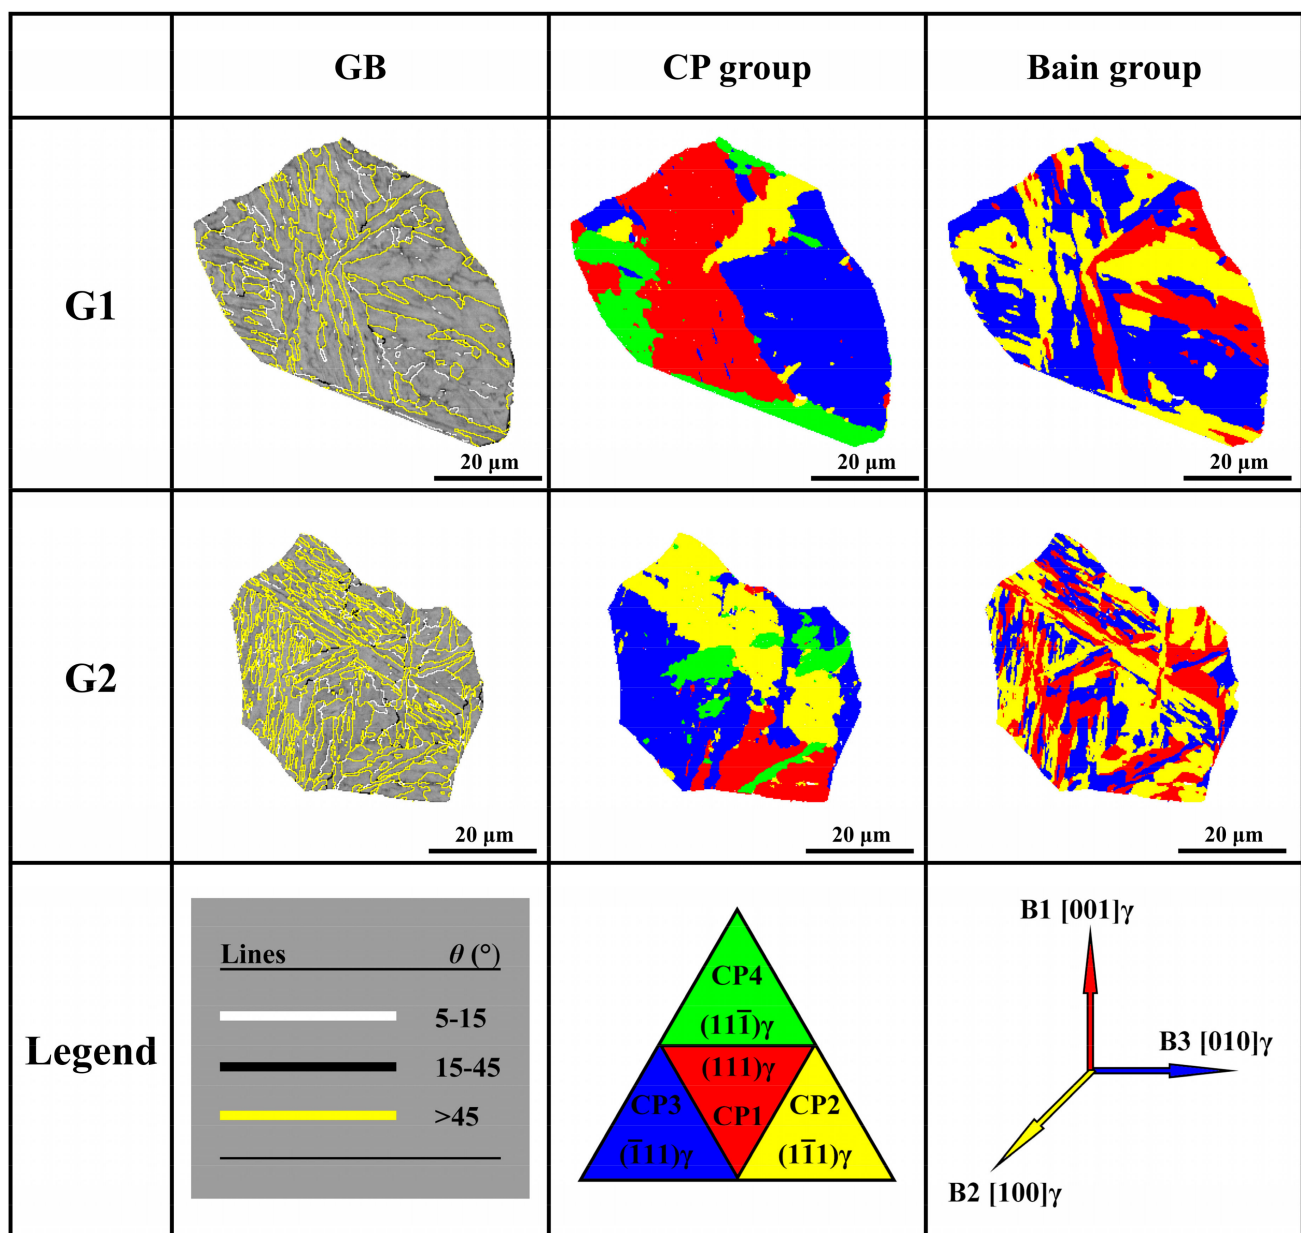 GB
CP group
Bain group
G1
20 μm
20 μm
20 μm
G2
20 μm
20 μm
20 μm
Legend
Lines θ (°)
5-15
15-45
>45
CP4
(111̅)γ
(111)γ
CP3
CP1
CP2
(1̅11)γ
(11̅1)γ
B1 [001]γ
B3 [010]γ
B2 [100]γ